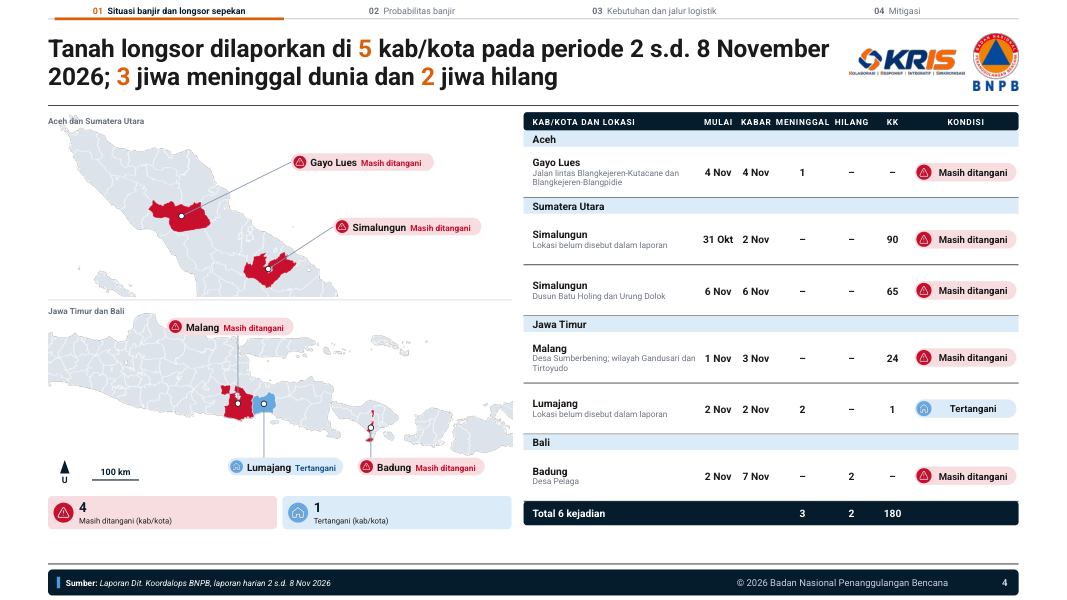 01 Situasi banjir dan longsor sepekan
02 Probabilitas banjir
03 Kebutuhan dan jalur logistik
04 Mitigasi
Tanah longsor dilaporkan di 5 kab/kota pada periode 2 s.d. 8 November
2026; 3 jiwa meninggal dunia dan 2 jiwa hilang
KRIS
KOLABORASI | RESPONSIF | INTEGRATIF | SINKRONISASI
BNPB
Aceh dan Sumatera Utara
Gayo Lues Masih ditangani
Simalungun Masih ditangani
Jawa Timur dan Bali
Malang Masih ditangani
Lumajang Tertangani
Badung Masih ditangani
U
100 km
4
Masih ditangani (kab/kota)
1
Tertangani (kab/kota)
KAB/KOTA DAN LOKASI MULAI KABAR MENINGGAL HILANG KK KONDISI
Aceh
Gayo Lues
Jalan lintas Blangkejeren-Kutacane dan
Blangkejeren-Blangpidie
4 Nov 4 Nov 1 – – Masih ditangani
Sumatera Utara
Simalungun
Lokasi belum disebut dalam laporan
31 Okt 2 Nov – – 90 Masih ditangani
Simalungun
Dusun Batu Holing dan Urung Dolok
6 Nov 6 Nov – – 65 Masih ditangani
Jawa Timur
Malang
Desa Sumberbening; wilayah Gandusari dan
Tirtoyudo
1 Nov 3 Nov – – 24 Masih ditangani
Lumajang
Lokasi belum disebut dalam laporan
2 Nov 2 Nov 2 – 1 Tertangani
Bali
Badung
Desa Pelaga
2 Nov 7 Nov – 2 – Masih ditangani
Total 6 kejadian 3 2 180
Sumber: Laporan Dit. Koordalops BNPB, laporan harian 2 s.d. 8 Nov 2026
© 2026 Badan Nasional Penanggulangan Bencana
4